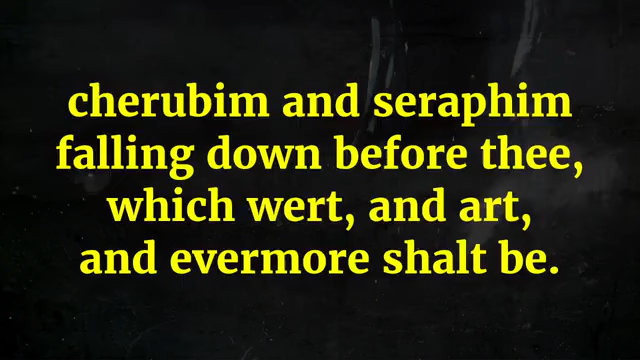 cherubim and seraphim
falling down before thee,
which wert, and art,
and evermore shalt be.